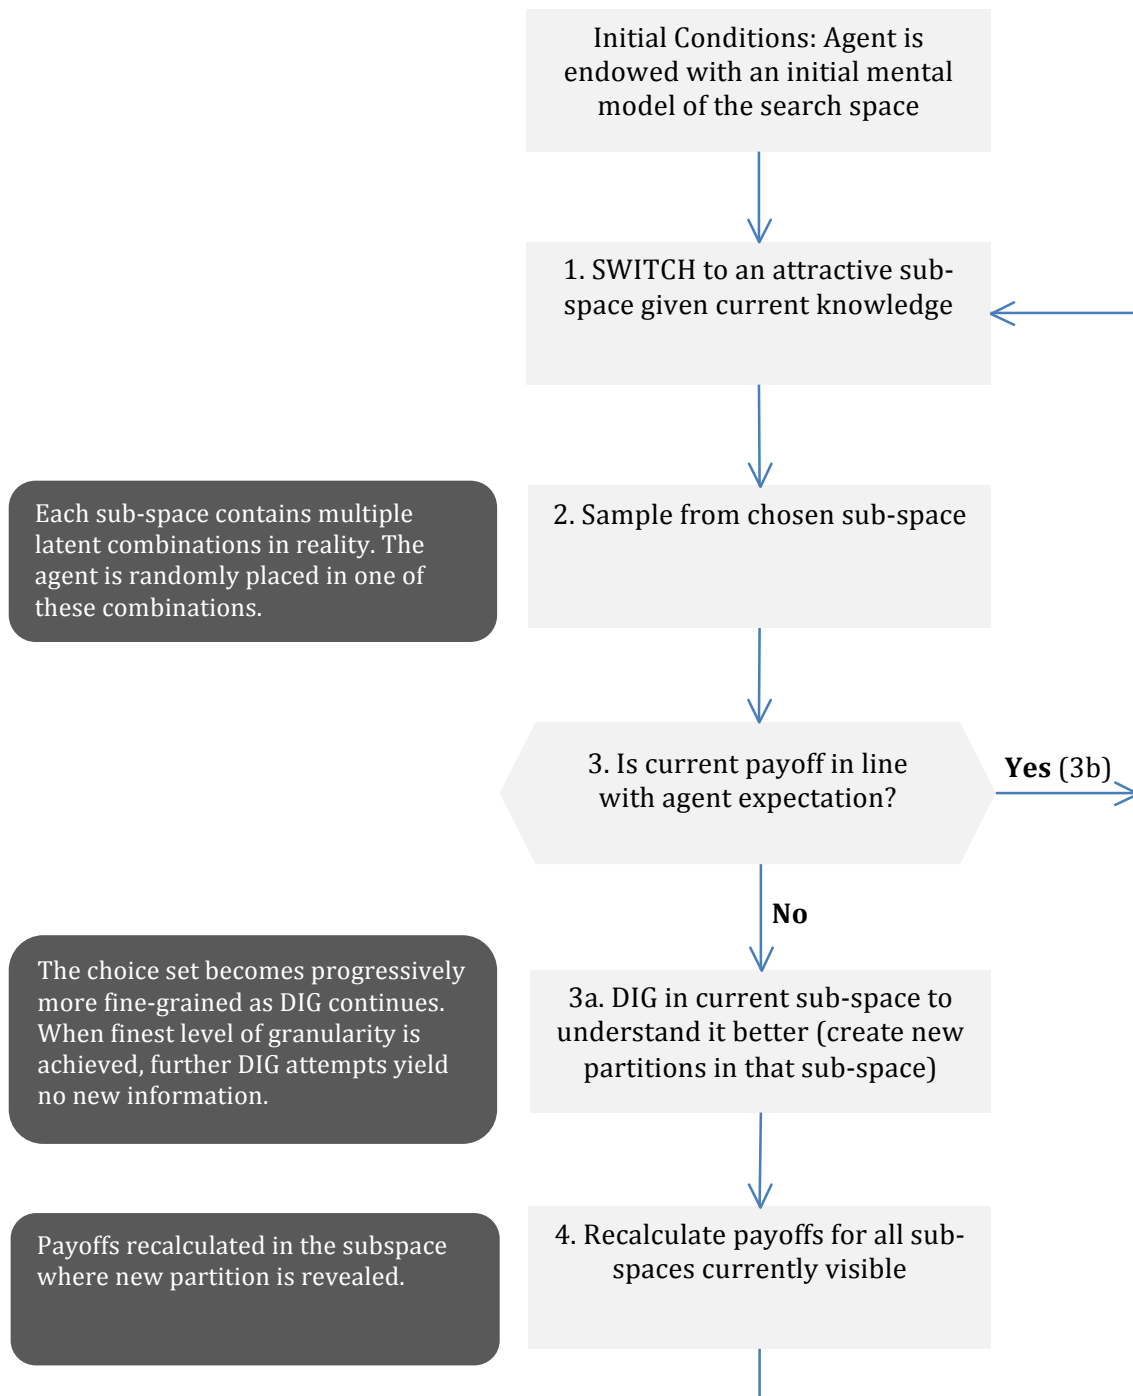 Initial Conditions: Agent is
endowed with an initial mental
model of the search space
1. SWITCH to an attractive sub-
space given current knowledge
Each sub-space contains multiple
latent combinations in reality. The
agent is randomly placed in one of
these combinations.
2. Sample from chosen sub-space
3. Is current payoff in line
with agent expectation?
Yes (3b)
No
The choice set becomes progressively
more fine-grained as DIG continues.
When finest level of granularity is
achieved, further DIG attempts yield
no new information.
3a. DIG in current sub-space to
understand it better (create new
partitions in that sub-space)
Payoffs recalculated in the subspace
where new partition is revealed.
4. Recalculate payoffs for all sub-
spaces currently visible